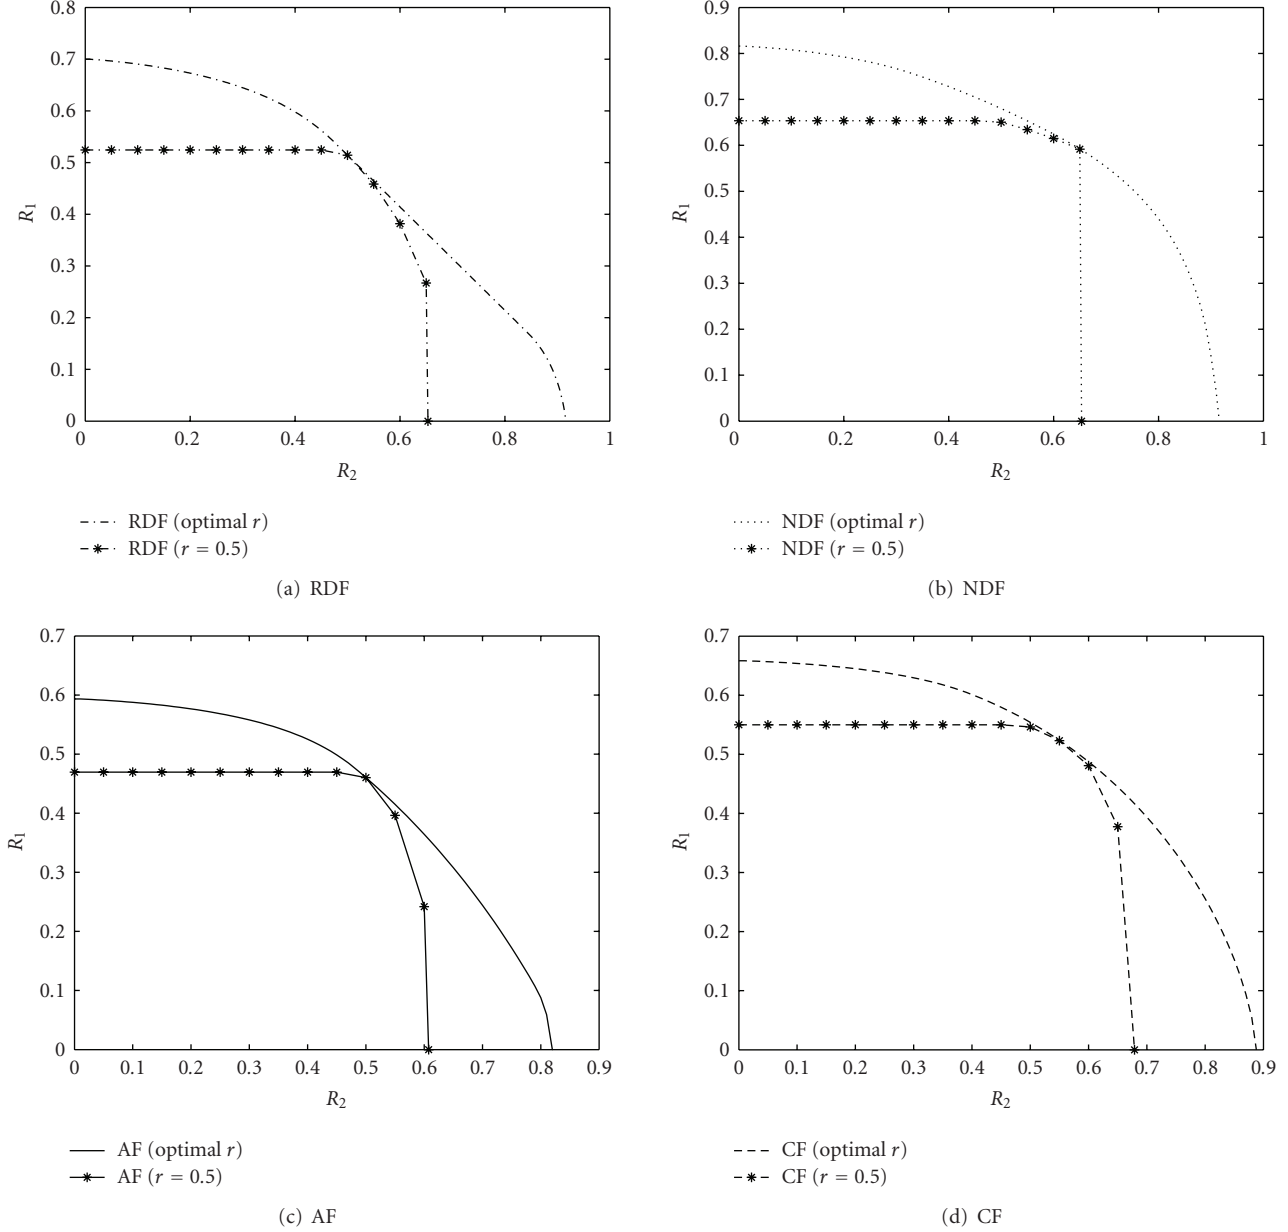 0.8
0.7
0.6
0.5
0.4
0.3
0.2
0.1
0
R1
0 0.2 0.4 0.6 0.8 1
R2
RDF (optimal r)
RDF (r = 0.5)
(a) RDF
0.9
0.8
0.7
0.6
0.5
0.4
0.3
0.2
0.1
0
R1
0 0.2 0.4 0.6 0.8 1
R2
NDF (optimal r)
NDF (r = 0.5)
(b) NDF
0.7
0.6
0.5
0.4
0.3
0.2
0.1
0
R1
0 0.1 0.2 0.3 0.4 0.5 0.6 0.7 0.8 0.9
R2
AF (optimal r)
AF (r = 0.5)
(c) AF
0.7
0.6
0.5
0.4
0.3
0.2
0.1
0
R1
0 0.1 0.2 0.3 0.4 0.5 0.6 0.7 0.8 0.9
R2
CF (optimal r)
CF (r = 0.5)
(d) CF